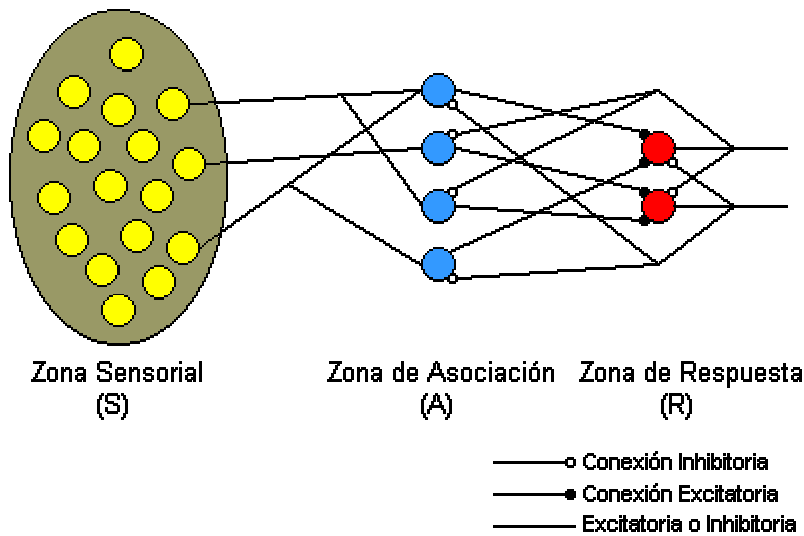 Zona Sensorial
(S)
Zona de Asociación
(A)
Zona de Respuesta
(R)
Conexión Inhibitoria
Conexión Excitatoria
Excitatoria o Inhibitoria